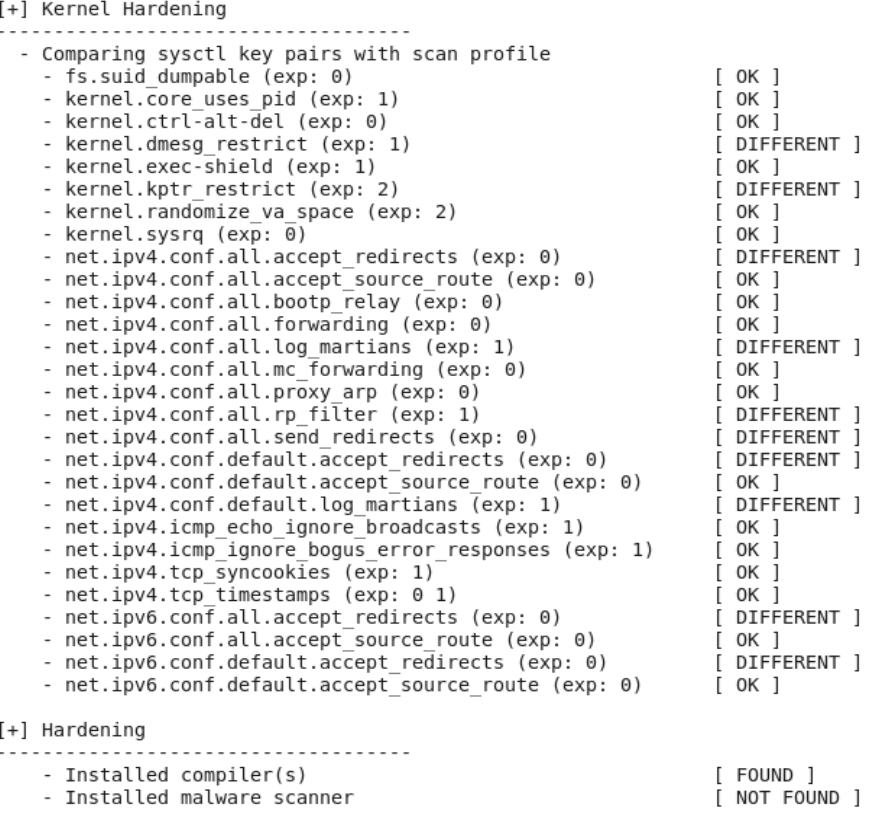 [+] Kernel Hardening
------------------------------------
  - Comparing sysctl key pairs with scan profile
    - fs.suid_dumpable (exp: 0)                               [ OK ]
    - kernel.core_uses_pid (exp: 1)                           [ OK ]
    - kernel.ctrl-alt-del (exp: 0)                            [ OK ]
    - kernel.dmesg_restrict (exp: 1)                          [ DIFFERENT ]
    - kernel.exec-shield (exp: 1)                             [ OK ]
    - kernel.kptr_restrict (exp: 2)                           [ DIFFERENT ]
    - kernel.randomize_va_space (exp: 2)                      [ OK ]
    - kernel.sysrq (exp: 0)                                   [ OK ]
    - net.ipv4.conf.all.accept_redirects (exp: 0)             [ DIFFERENT ]
    - net.ipv4.conf.all.accept_source_route (exp: 0)          [ OK ]
    - net.ipv4.conf.all.bootp_relay (exp: 0)                  [ OK ]
    - net.ipv4.conf.all.forwarding (exp: 0)                   [ OK ]
    - net.ipv4.conf.all.log_martians (exp: 1)                 [ DIFFERENT ]
    - net.ipv4.conf.all.mc_forwarding (exp: 0)                [ OK ]
    - net.ipv4.conf.all.proxy_arp (exp: 0)                    [ OK ]
    - net.ipv4.conf.all.rp_filter (exp: 1)                    [ DIFFERENT ]
    - net.ipv4.conf.all.send_redirects (exp: 0)               [ DIFFERENT ]
    - net.ipv4.conf.default.accept_redirects (exp: 0)         [ DIFFERENT ]
    - net.ipv4.conf.default.accept_source_route (exp: 0)      [ OK ]
    - net.ipv4.conf.default.log_martians (exp: 1)             [ DIFFERENT ]
    - net.ipv4.icmp_echo_ignore_broadcasts (exp: 1)           [ OK ]
    - net.ipv4.icmp_ignore_bogus_error_responses (exp: 1)     [ OK ]
    - net.ipv4.tcp_syncookies (exp: 1)                        [ OK ]
    - net.ipv4.tcp_timestamps (exp: 0 1)                      [ OK ]
    - net.ipv6.conf.all.accept_redirects (exp: 0)             [ DIFFERENT ]
    - net.ipv6.conf.all.accept_source_route (exp: 0)          [ OK ]
    - net.ipv6.conf.default.accept_redirects (exp: 0)         [ DIFFERENT ]
    - net.ipv6.conf.default.accept_source_route (exp: 0)      [ OK ]

[+] Hardening
------------------------------------
    - Installed compiler(s)                                   [ FOUND ]
    - Installed malware scanner                               [ NOT FOUND ]